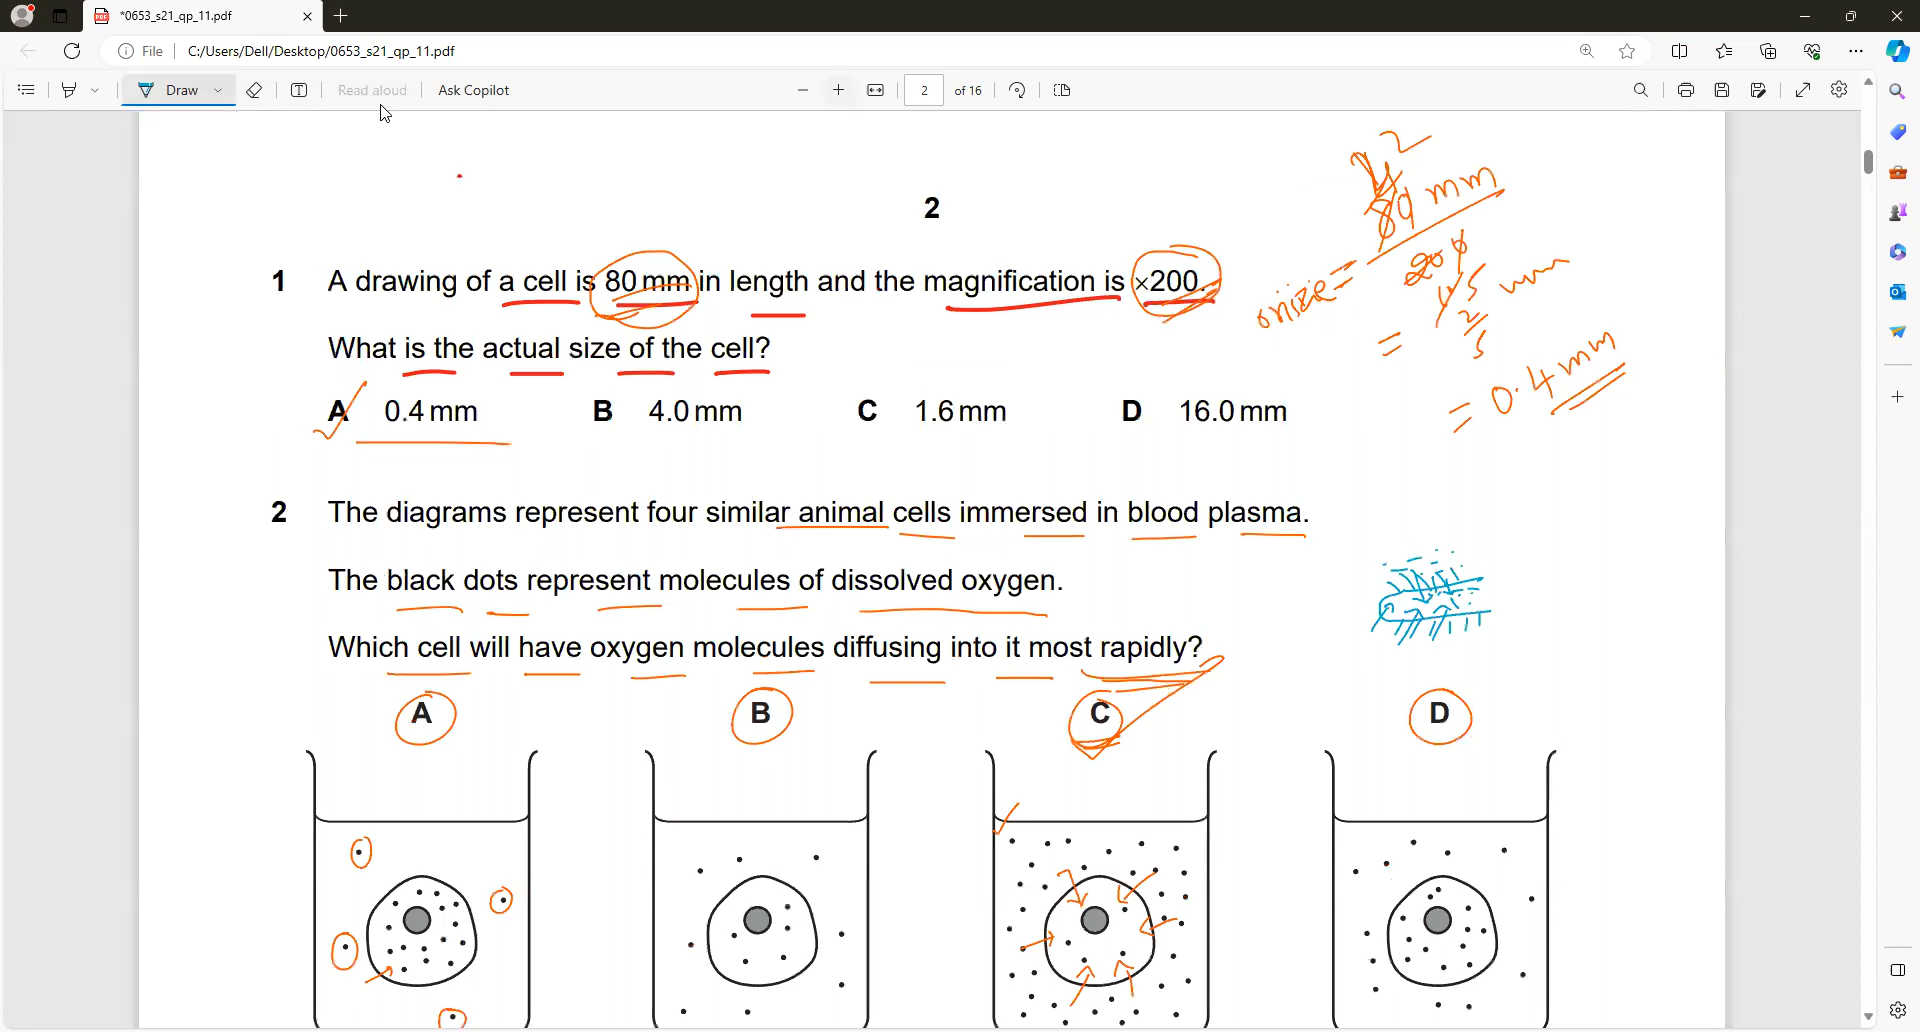 *0653_s21_qp_11.pdf
File
C:/Users/Dell/Desktop/0653_s21_qp_11.pdf
Draw
Read aloud
Ask Copilot
2
of 16
2
1 A drawing of a cell is 80 mm in length and the magnification is ×200.
What is the actual size of the cell?
A 0.4 mm B 4.0 mm C 1.6 mm D 16.0 mm
80 mm
200
= 2/5 mm
= 0.4 mm
2 The diagrams represent four similar animal cells immersed in blood plasma.
The black dots represent molecules of dissolved oxygen.
Which cell will have oxygen molecules diffusing into it most rapidly?
A B C D